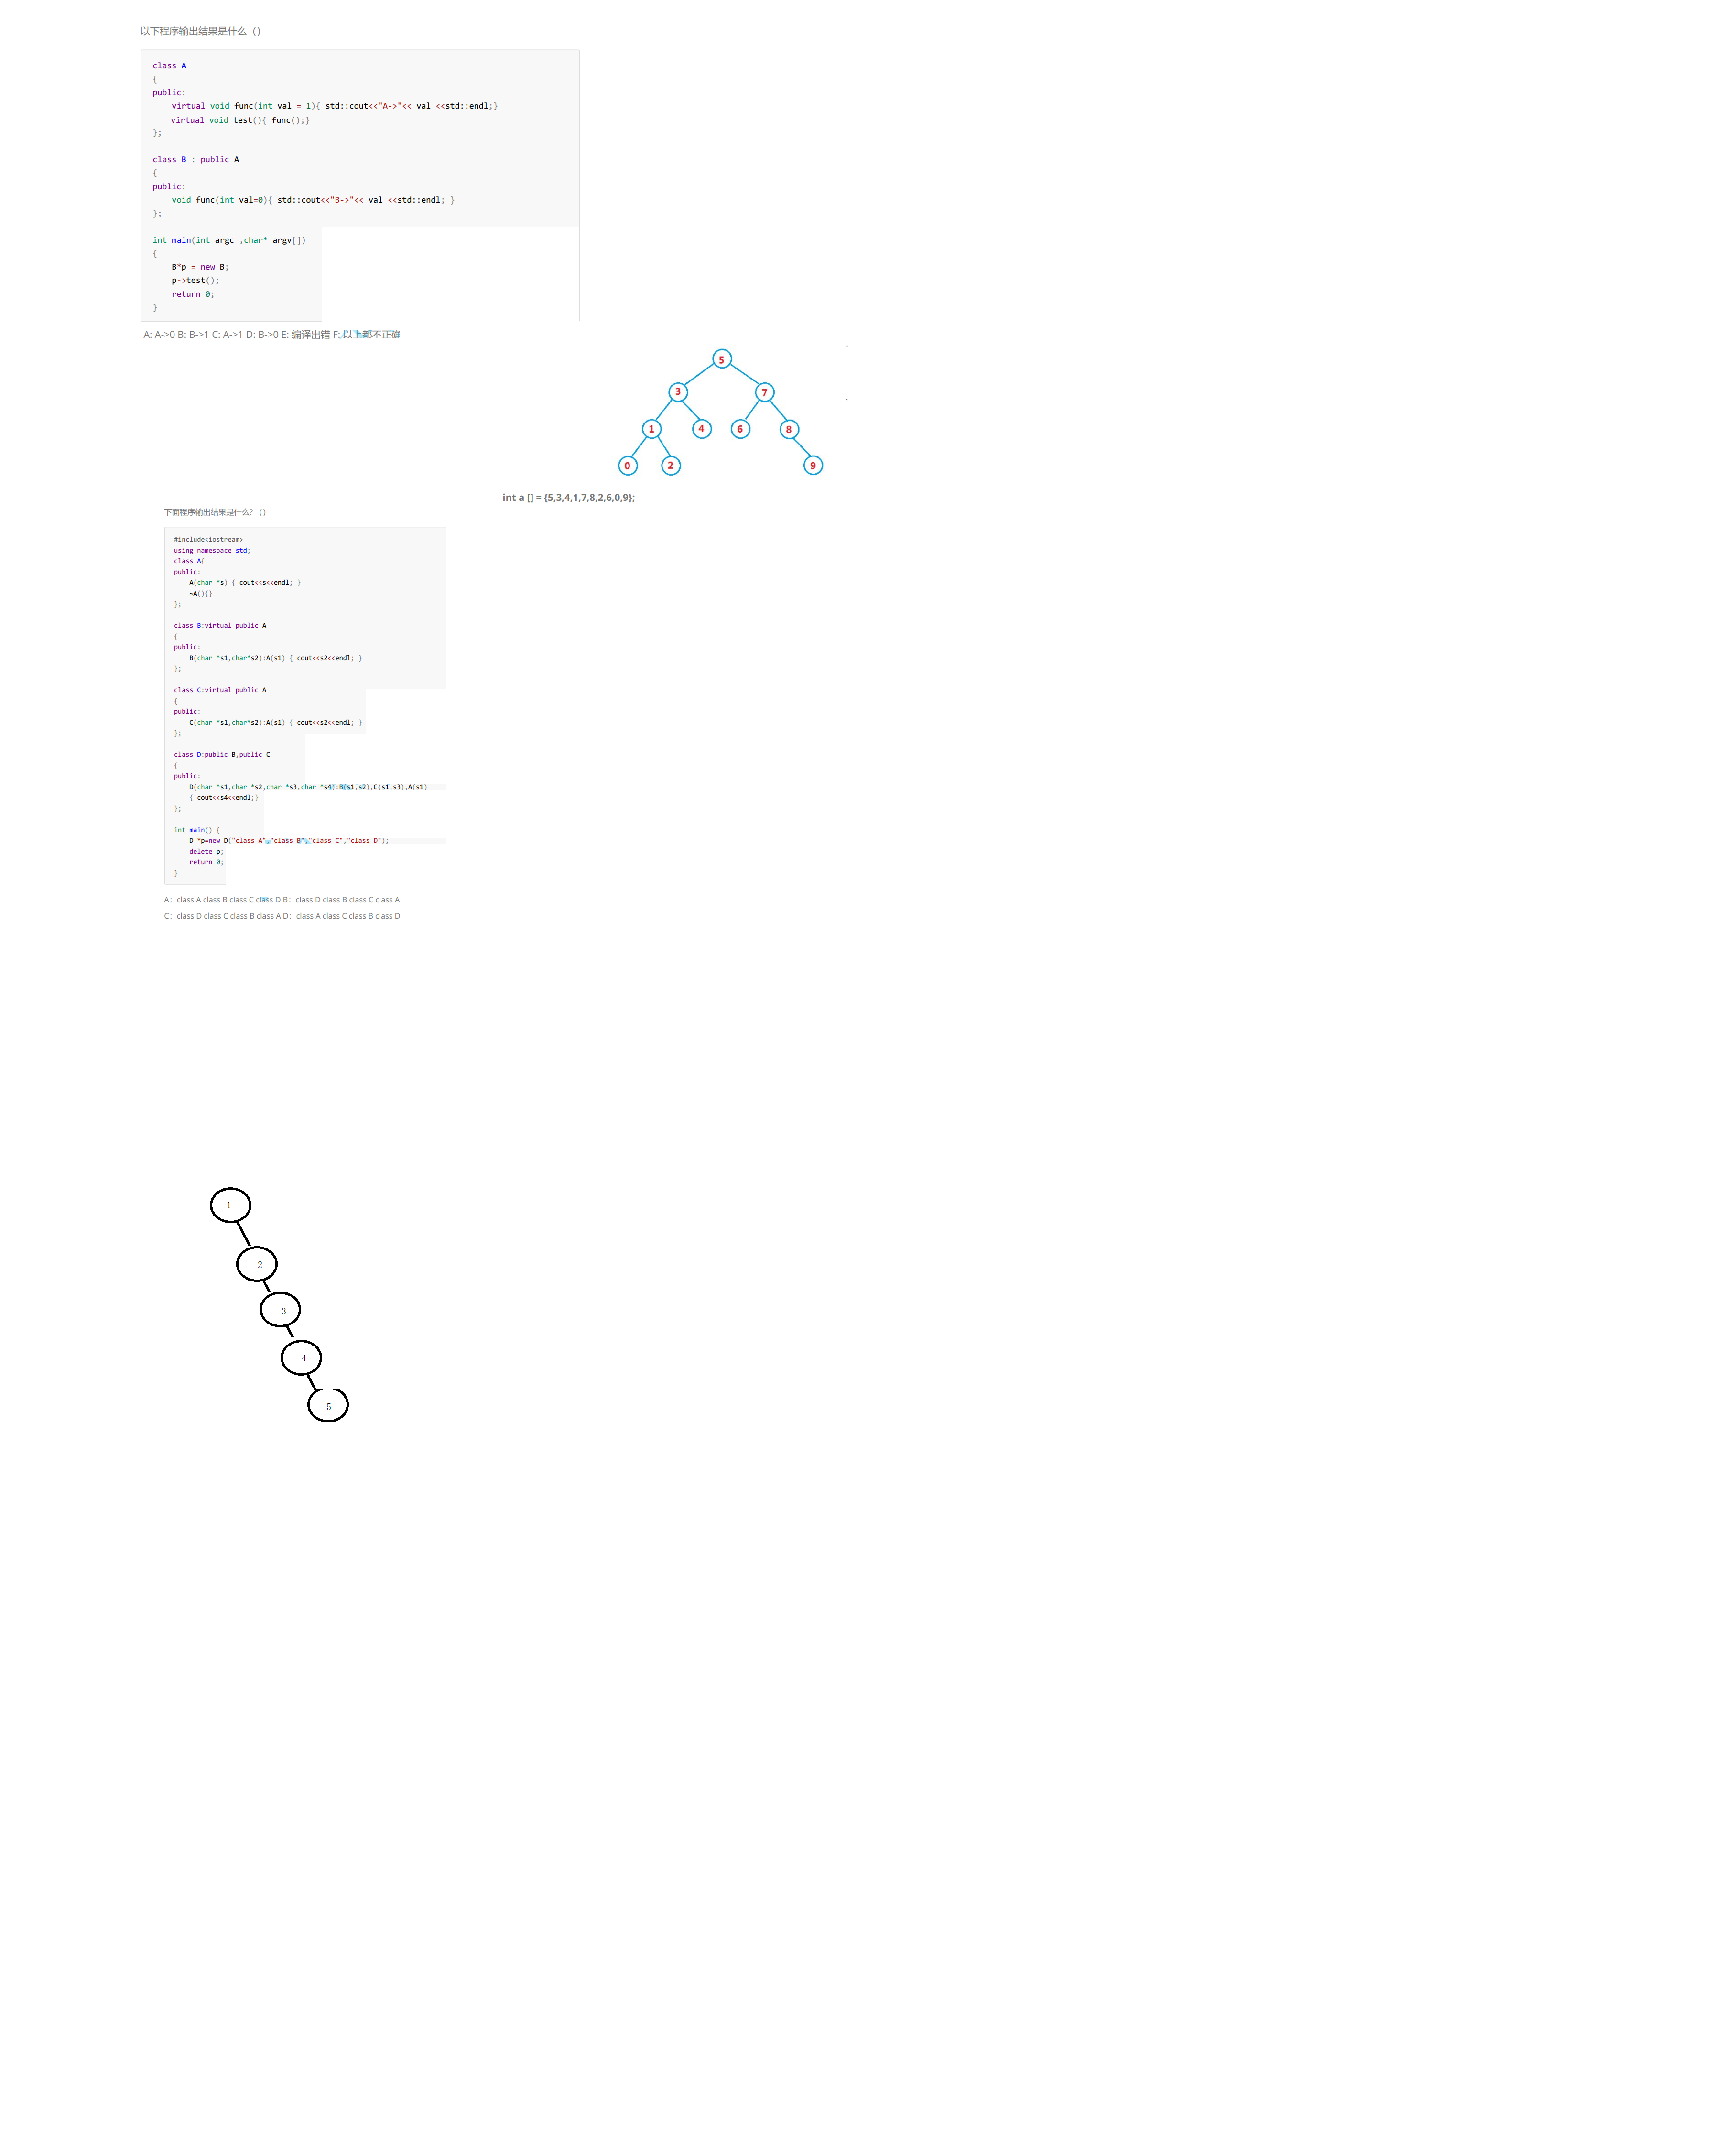 以下程序输出结果是什么（）
class A
{
public:
virtual void func(int val = 1){ std::cout<<"A->"<< val <<std::endl;}
virtual void test(){ func();}
};
class B : public A
{
public:
void func(int val=0){ std::cout<<"B->"<< val <<std::endl; }
};
int main(int argc ,char* argv[])
{
B*p = new B;
p->test();
return 0;
}
A: A->0 B: B->1 C: A->1 D: B->0 E: 编译出错 F: 以上都不正确
5
3 7
1 4 6 8
0 2 9
int a [] = {5,3,4,1,7,8,2,6,0,9};
下面程序输出结果是什么? （）
#include<iostream>
using namespace std;
class A{
public:
A(char *s) { cout<<s<<endl; }
~A(){}
};
class B:virtual public A
{
public:
B(char *s1,char*s2):A(s1) { cout<<s2<<endl; }
};
class C:virtual public A
{
public:
C(char *s1,char*s2):A(s1) { cout<<s2<<endl; }
};
class D:public B,public C
{
public:
D(char *s1,char *s2,char *s3,char *s4):B(s1,s2),C(s1,s3),A(s1)
{ cout<<s4<<endl;}
};
int main() {
D *p=new D("class A","class B","class C","class D");
delete p;
return 0;
}
A：class A class B class C class D B：class D class B class C class A
C：class D class C class B class A D：class A class C class B class D
1
2
3
4
5